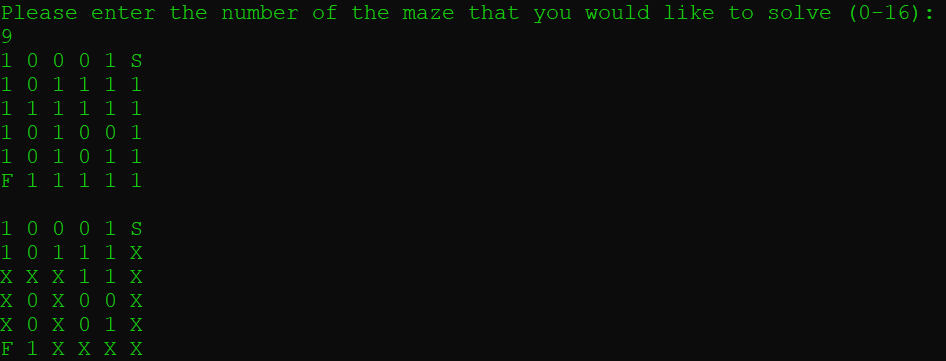 Please enter the number of the maze that you would like to solve (0-16):
9
1 0 0 0 1 S
1 0 1 1 1 1
1 1 1 1 1 1
1 0 1 0 0 1
1 0 1 0 1 1
F 1 1 1 1 1

1 0 0 0 1 S
1 0 1 1 1 X
X X X 1 1 X
X 0 X 0 0 X
X 0 X 0 1 X
F 1 X X X X